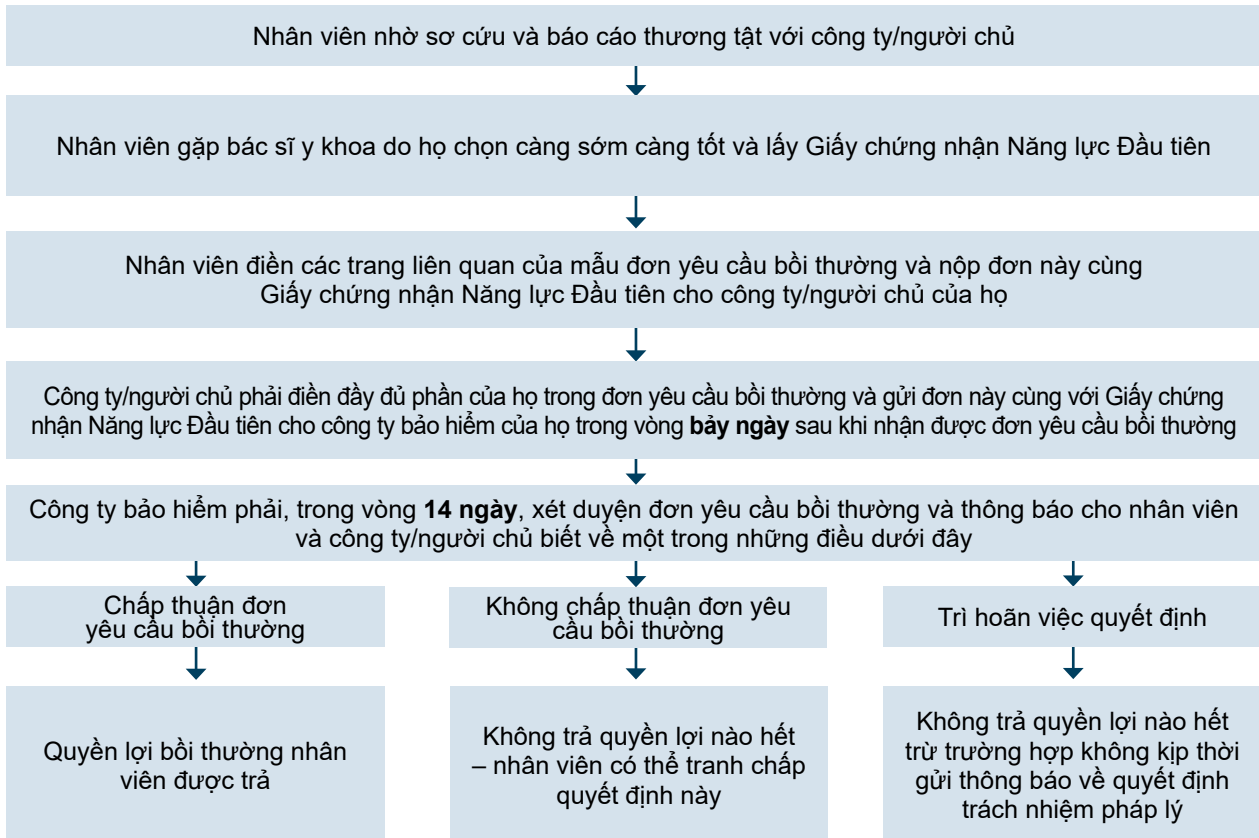 Nhân viên nhờ sơ cứu và báo cáo thương tật với công ty/người chủ
Nhân viên gặp bác sĩ y khoa do họ chọn càng sớm càng tốt và lấy Giấy chứng nhận Năng lực Đầu tiên
Nhân viên điền các trang liên quan của mẫu đơn yêu cầu bồi thường và nộp đơn này cùng
Giấy chứng nhận Năng lực Đầu tiên cho công ty/người chủ của họ
Công ty/người chủ phải điền đầy đủ phần của họ trong đơn yêu cầu bồi thường và gửi đơn này cùng với Giấy chứng
nhận Năng lực Đầu tiên cho công ty bảo hiểm của họ trong vòng bảy ngày sau khi nhận được đơn yêu cầu bồi thường
Công ty bảo hiểm phải, trong vòng 14 ngày, xét duyện đơn yêu cầu bồi thường và thông báo cho nhân viên
và công ty/người chủ biết về một trong những điều dưới đây
Chấp thuận đơn
yêu cầu bồi thường
Không chấp thuận đơn yêu
cầu bồi thường
Trì hoãn việc quyết định
Quyền lợi bồi thường nhân
viên được trả
Không trả quyền lợi nào hết
– nhân viên có thể tranh chấp
quyết định này
Không trả quyền lợi nào hết
trừ trường hợp không kịp thời
gửi thông báo về quyết định
trách nhiệm pháp lý